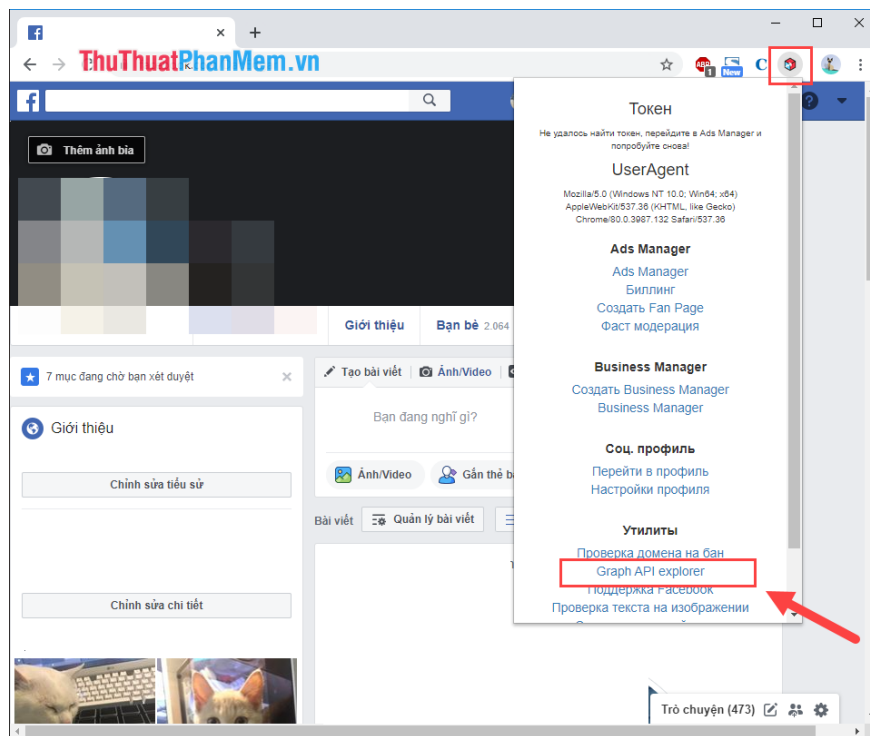 ThuThuatPhanMem.vn
ABP
1
New
C
Thêm ảnh bìa
Giới thiệu
Bạn bè 2.064
7 mục đang chờ bạn xét duyệt
Giới thiệu
Chỉnh sửa tiểu sử
Chỉnh sửa chi tiết
Tạo bài viết
Ảnh/Video
Bạn đang nghĩ gì?
Ảnh/Video
Gắn thẻ b
Bài viết
Quản lý bài viết
Токен
Не удалось найти токен, перейдите в Ads Manager и
попробуйте снова!
UserAgent
Mozilla/5.0 (Windows NT 10.0; Win64; x64)
AppleWebKit/537.36 (KHTML, like Gecko)
Chrome/80.0.3987.132 Safari/537.36
Ads Manager
Ads Manager
Биллинг
Создать Fan Page
Фаст модерация
Business Manager
Создать Business Manager
Business Manager
Соц. профиль
Перейти в профиль
Настройки профиля
Утилиты
Проверка домена на бан
Graph API explorer
Поддержка Facebook
Проверка текста на изображении
Trò chuyện (473)